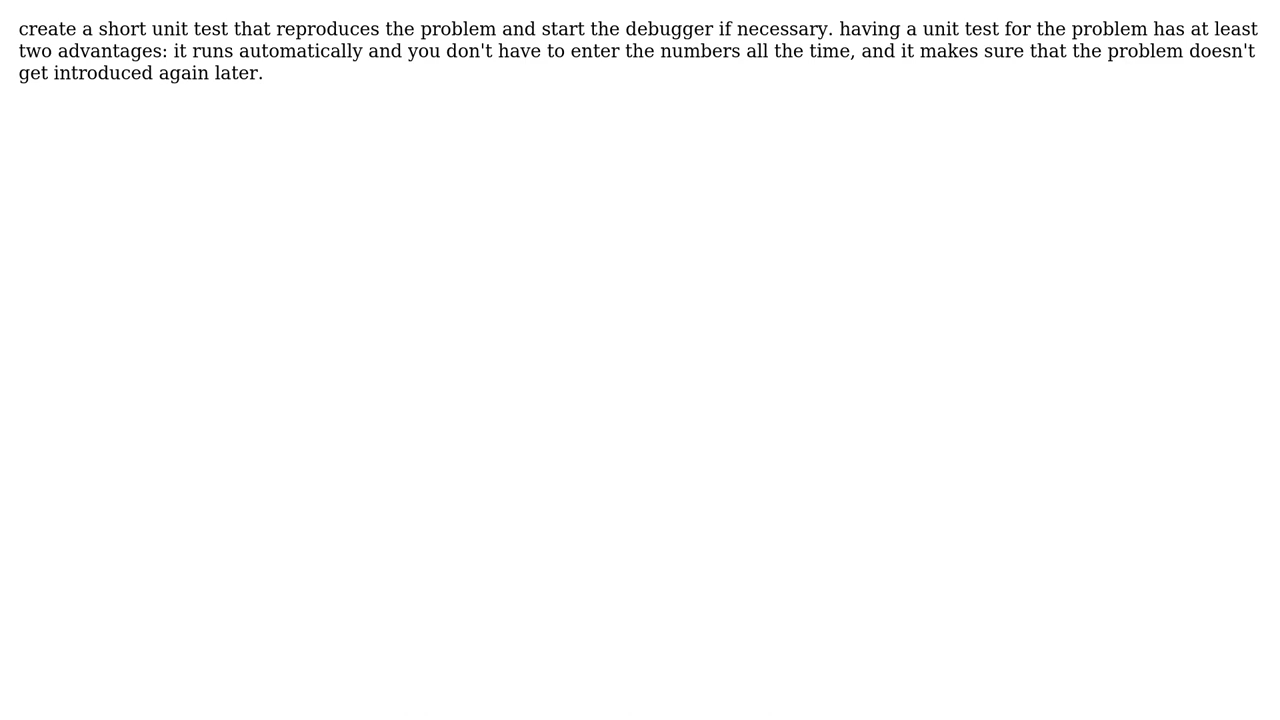 create a short unit test that reproduces the problem and start the debugger if necessary. having a unit test for the problem has at least
two advantages: it runs automatically and you don't have to enter the numbers all the time, and it makes sure that the problem doesn't
get introduced again later.